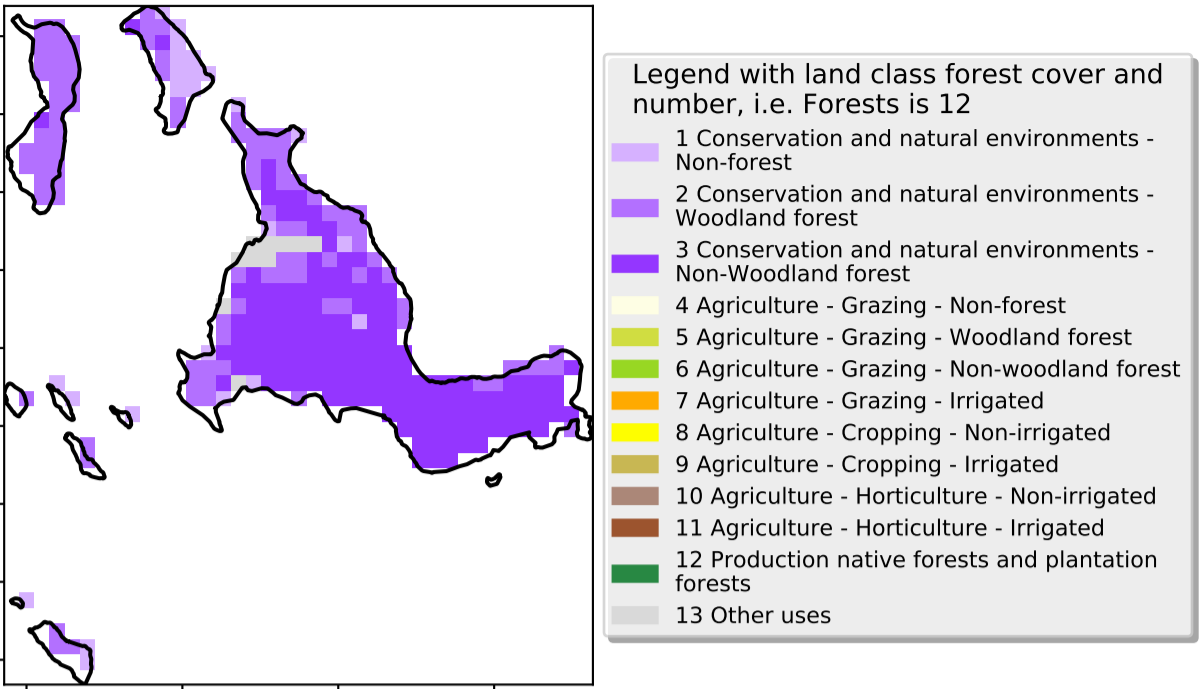 Legend with land class forest cover and
number, i.e. Forests is 12
1 Conservation and natural environments -
Non-forest
2 Conservation and natural environments -
Woodland forest
3 Conservation and natural environments -
Non-Woodland forest
4 Agriculture - Grazing - Non-forest
5 Agriculture - Grazing - Woodland forest
6 Agriculture - Grazing - Non-woodland forest
7 Agriculture - Grazing - Irrigated
8 Agriculture - Cropping - Non-irrigated
9 Agriculture - Cropping - Irrigated
10 Agriculture - Horticulture - Non-irrigated
11 Agriculture - Horticulture - Irrigated
12 Production native forests and plantation
forests
13 Other uses